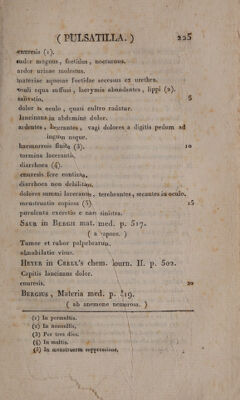 ( PULSATILLA. ) 225
enuresis (1).
sudor magnus, foetidus, nocturnus.
ardor urinae molestus.
materiae aqueae foetidae secessus ex urethra.
oculi aqua suffusi, lacrymis abundantes, lippi (2).
salivatio. 5
dolor in oculo, quasi cultro radatur.
lancinans in abdomine dolor.
ardentes, lacerantes, vagi dolores a digitis pedum ad
inguen usque.
haemorrois fluida (3). 10
tormina lacerantia.
diarrhoea (4).
enuresis fere continua.
diarrhoea non debilitans.
dolores summi lacerantes, terebrantes, secantes in oculo.
menstruatio copiosa (5). 15
purulenta excretio e nari sinistra.
SAUR in BERGII mat. med. p. 517.
( a vapore. )
Tumor et rubor palpebrarum.
obnubilatio visus.
HEYER in CRELL'S chem. Journ. II. p. 502.
Capitis lancinans dolor.
enuresis. 20
BERGIUS, Materia med. p. 519.
( ab anemone nemorosa. )
(1) In permultis.
(2) In nonnullis.
(3) Per tres dies.
(4) In multis.
(5) In menstruorum suppressione.